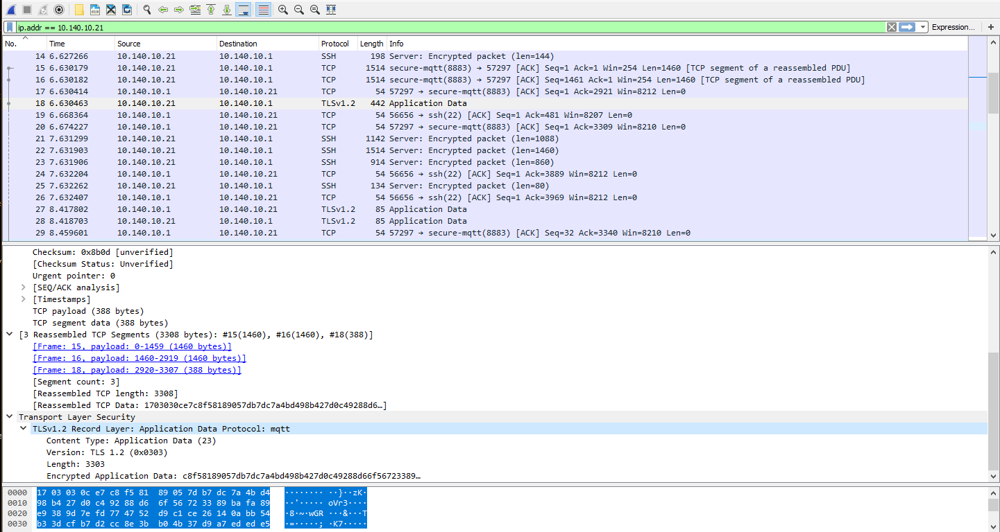 ip.addr == 10.140.10.21 Expression… +
No. Time Source Destination Protocol Length Info
14 6.627266 10.140.10.21 10.140.10.1 SSH 198 Server: Encrypted packet (len=144)
15 6.630179 10.140.10.21 10.140.10.1 TCP 1514 secure-mqtt(8883) → 57297 [ACK] Seq=1 Ack=1 Win=254 Len=1460 [TCP segment of a reassembled PDU]
16 6.630182 10.140.10.21 10.140.10.1 TCP 1514 secure-mqtt(8883) → 57297 [ACK] Seq=1461 Ack=1 Win=254 Len=1460 [TCP segment of a reassembled PDU]
17 6.630414 10.140.10.1 10.140.10.21 TCP 54 57297 → secure-mqtt(8883) [ACK] Seq=1 Ack=2921 Win=8212 Len=0
18 6.630463 10.140.10.21 10.140.10.1 TLSv1.2 442 Application Data
19 6.668364 10.140.10.1 10.140.10.21 TCP 54 56656 → ssh(22) [ACK] Seq=1 Ack=481 Win=8207 Len=0
20 6.674227 10.140.10.1 10.140.10.21 TCP 54 57297 → secure-mqtt(8883) [ACK] Seq=1 Ack=3309 Win=8210 Len=0
21 7.631299 10.140.10.21 10.140.10.1 SSH 1142 Server: Encrypted packet (len=1088)
22 7.631903 10.140.10.21 10.140.10.1 SSH 1514 Server: Encrypted packet (len=1460)
23 7.631906 10.140.10.21 10.140.10.1 SSH 914 Server: Encrypted packet (len=860)
24 7.632204 10.140.10.1 10.140.10.21 TCP 54 56656 → ssh(22) [ACK] Seq=1 Ack=3889 Win=8212 Len=0
25 7.632262 10.140.10.21 10.140.10.1 SSH 134 Server: Encrypted packet (len=80)
26 7.632407 10.140.10.1 10.140.10.21 TCP 54 56656 → ssh(22) [ACK] Seq=1 Ack=3969 Win=8212 Len=0
27 8.417802 10.140.10.1 10.140.10.21 TLSv1.2 85 Application Data
28 8.418703 10.140.10.21 10.140.10.1 TLSv1.2 85 Application Data
29 8.459601 10.140.10.1 10.140.10.21 TCP 54 57297 → secure-mqtt(8883) [ACK] Seq=32 Ack=3340 Win=8210 Len=0
Checksum: 0x8b0d [unverified]
[Checksum Status: Unverified]
Urgent pointer: 0
[SEQ/ACK analysis]
[Timestamps]
TCP payload (388 bytes)
TCP segment data (388 bytes)
[3 Reassembled TCP Segments (3308 bytes): #15(1460), #16(1460), #18(388)]
[Frame: 15, payload: 0-1459 (1460 bytes)]
[Frame: 16, payload: 1460-2919 (1460 bytes)]
[Frame: 18, payload: 2920-3307 (388 bytes)]
[Segment count: 3]
[Reassembled TCP length: 3308]
[Reassembled TCP Data: 1703030ce7c8f58189057db7dc7a4bd498b427d0c49288d6…]
Transport Layer Security
TLSv1.2 Record Layer: Application Data Protocol: mqtt
Content Type: Application Data (23)
Version: TLS 1.2 (0x0303)
Length: 3303
Encrypted Application Data: c8f58189057db7dc7a4bd498b427d0c49288d66f56723389…
0000 17 03 03 0c e7 c8 f5 81 89 05 7d b7 dc 7a 4b d4 ········ ··}··zK·
0010 98 b4 27 d0 c4 92 88 d6 6f 56 72 33 89 ba fa 89 ··'····· oVr3····
0020 e9 38 9d 7e fd 77 47 52 d9 c1 ce 26 14 0a bb 54 ·8·~·wGR ···&···T
0030 b3 3d cf b7 d2 cc 8e 3b b0 4b 37 d9 a7 ed ed e5 ·=·····; ·K7·····